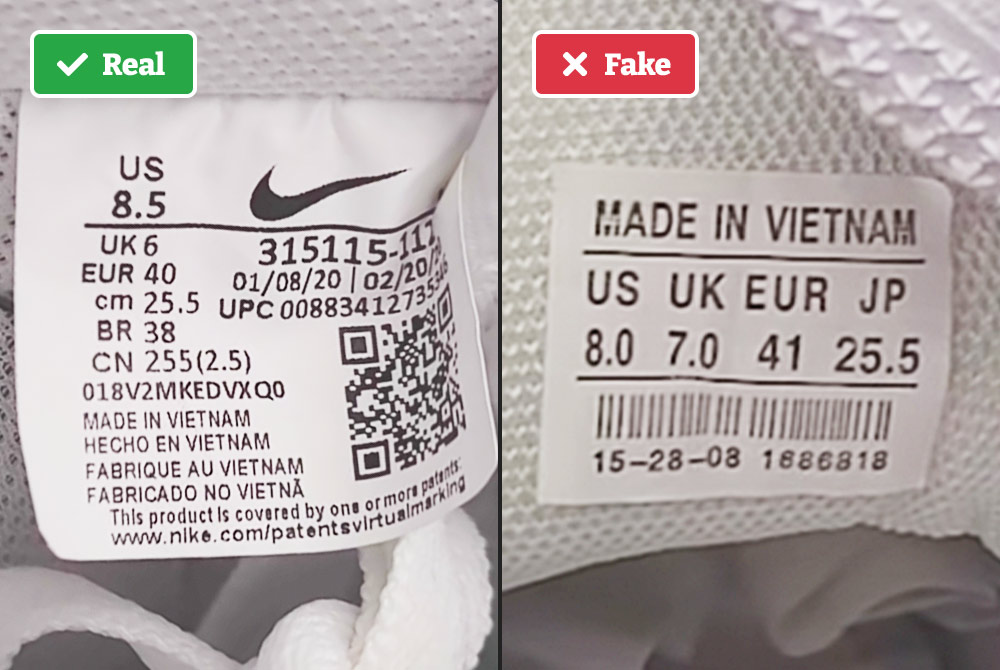 Real
US
8.5
315115-11
01/08/20 | 02/20/
UK 6
EUR 40
cm 25.5
UPC 00883412735
BR 38
CN 255(2.5)
018V2MKEDVXQ0
MADE IN VIETNAM
HECHO EN VIETNAM
FABRIQUE AU VIETNAM
FABRICADO NO VIETNÃ
This product is covered by one or more patents:
www.nike.com/patentsvirtualmarking
Fake
MADE IN VIETNAM
US UK EUR JP
8.0 7.0 41 25.5
15-28-08 1686818